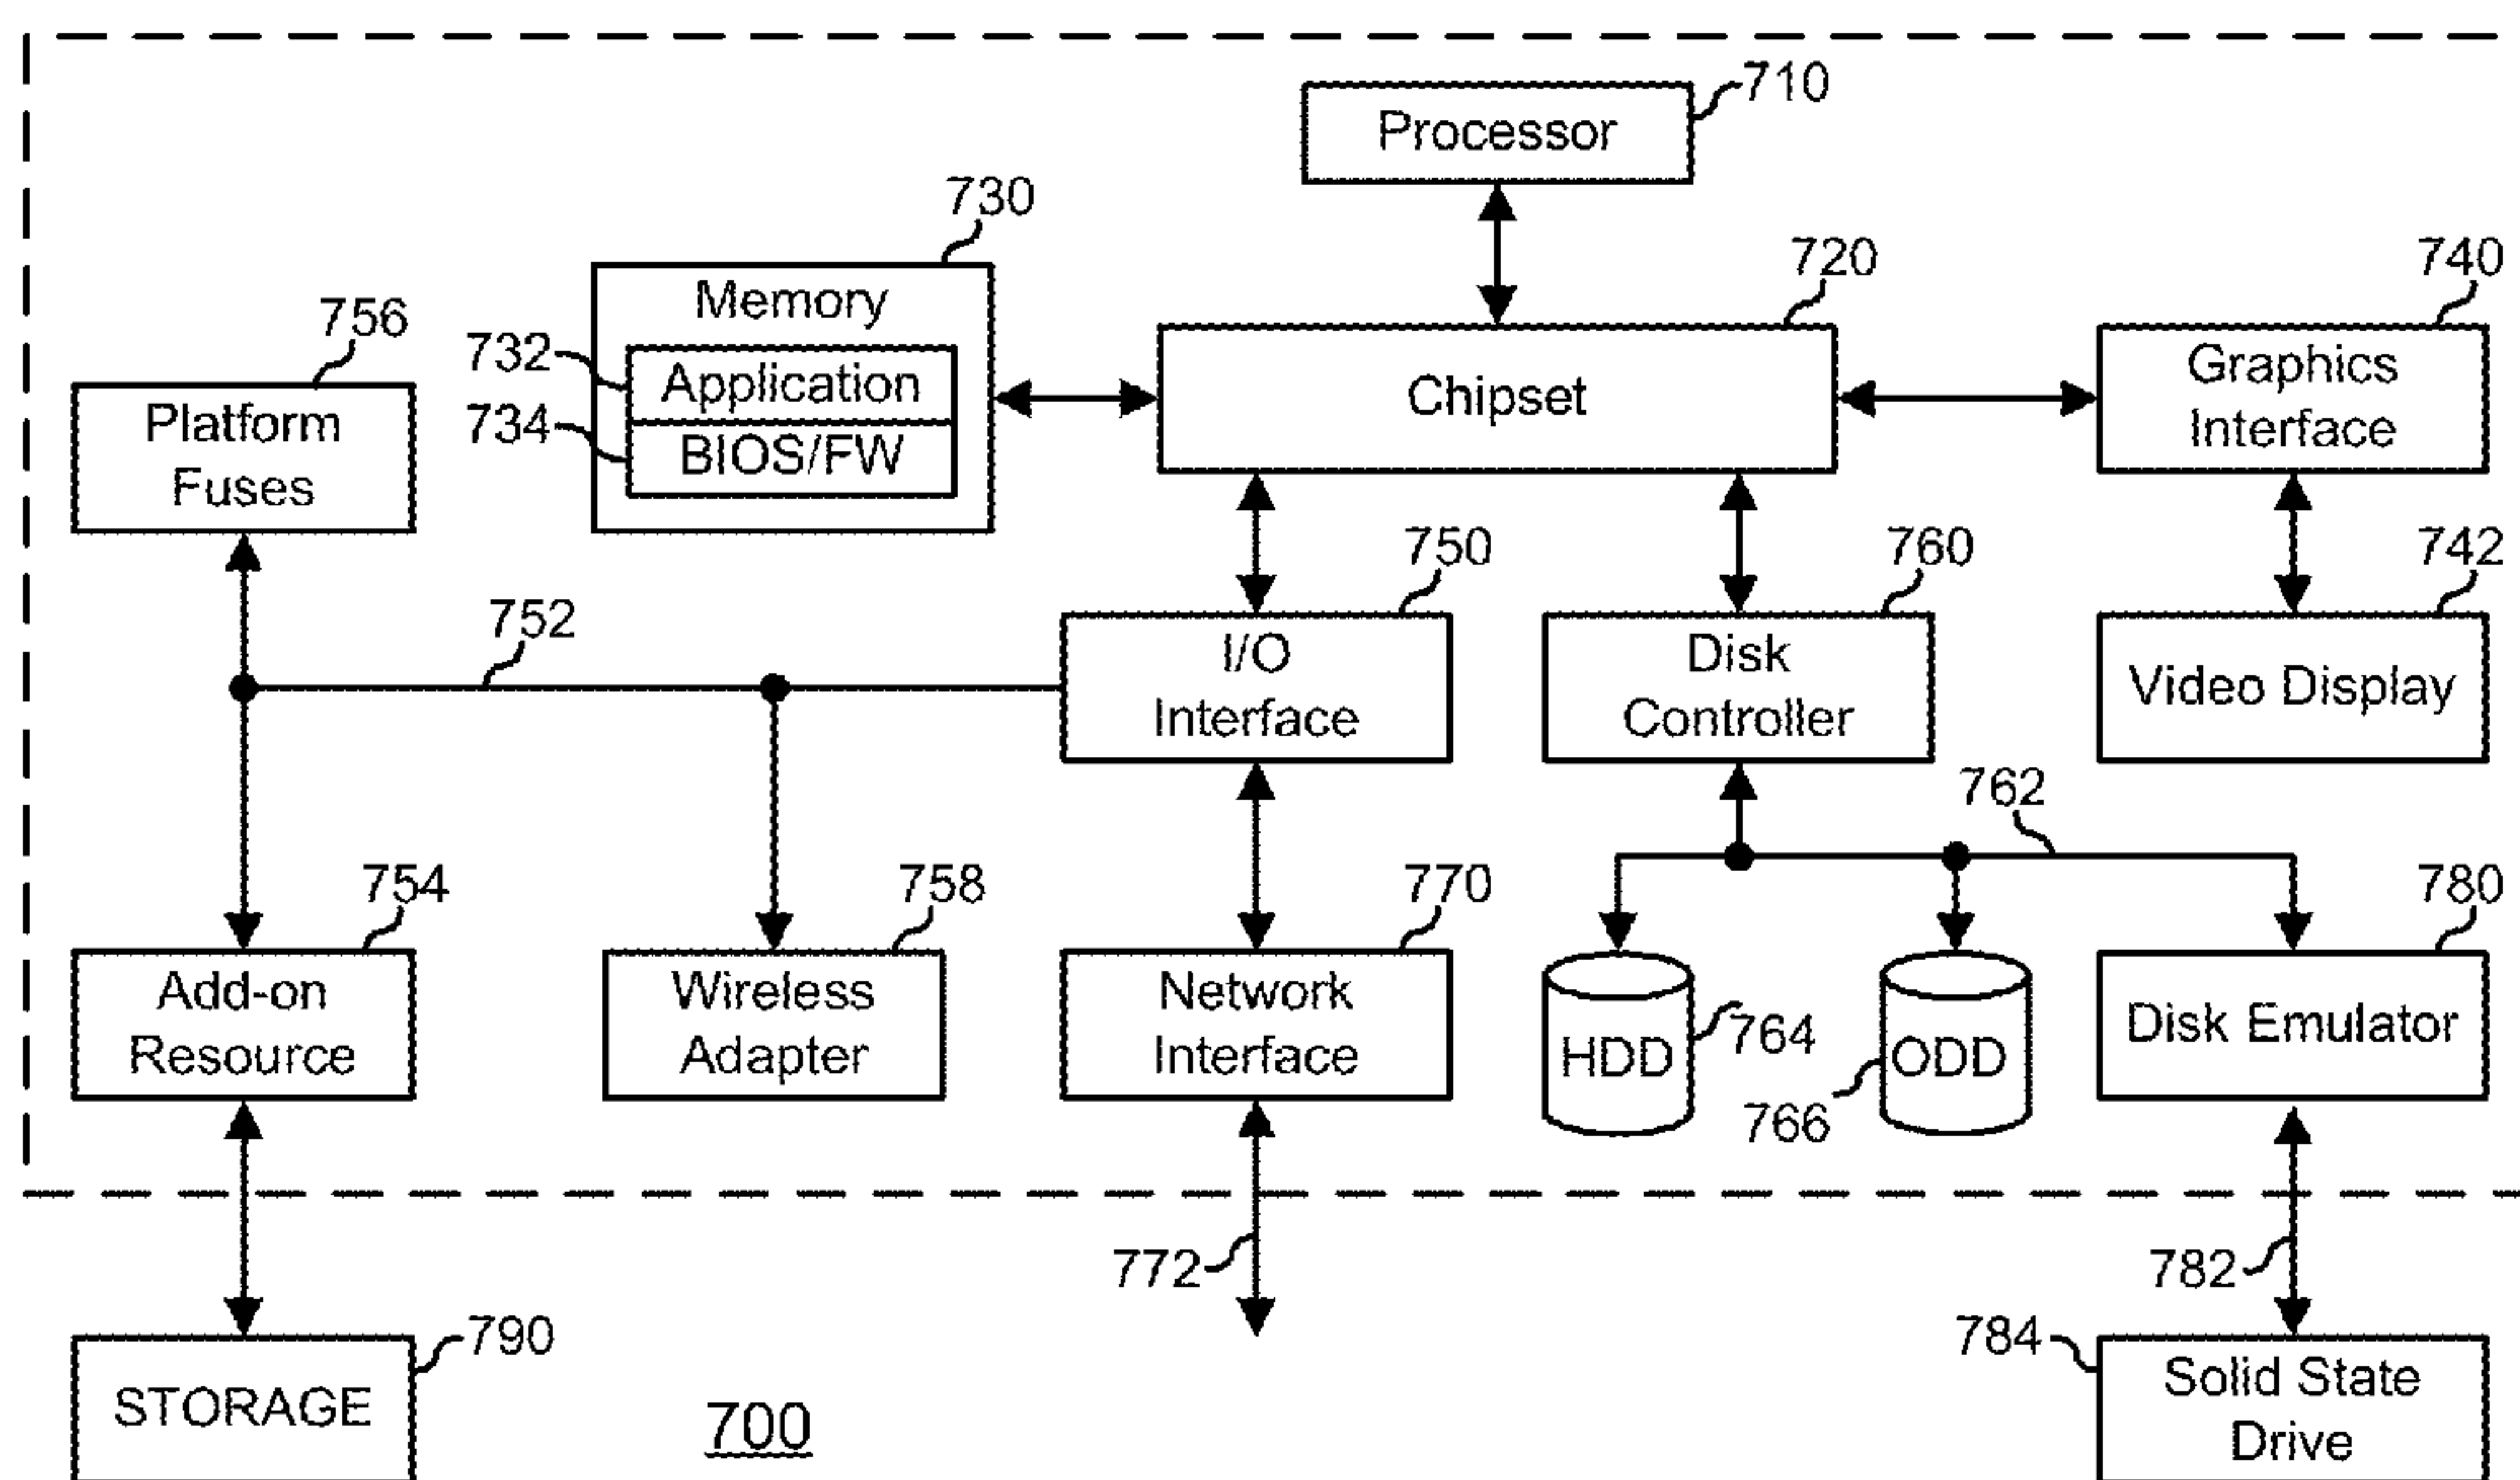 710
Processor
730
720
740
Memory
756
732
Application
Chipset
Graphics
Interface
Platform
Fuses
734
BIOS/FW
750
760
742
752
I/O
Interface
Disk
Controller
Video Display
762
754
758
770
780
Add-on
Resource
Wireless
Adapter
Network
Interface
HDD
764
766
ODD
Disk Emulator
772
782
790
784
STORAGE
700
Solid State
Drive